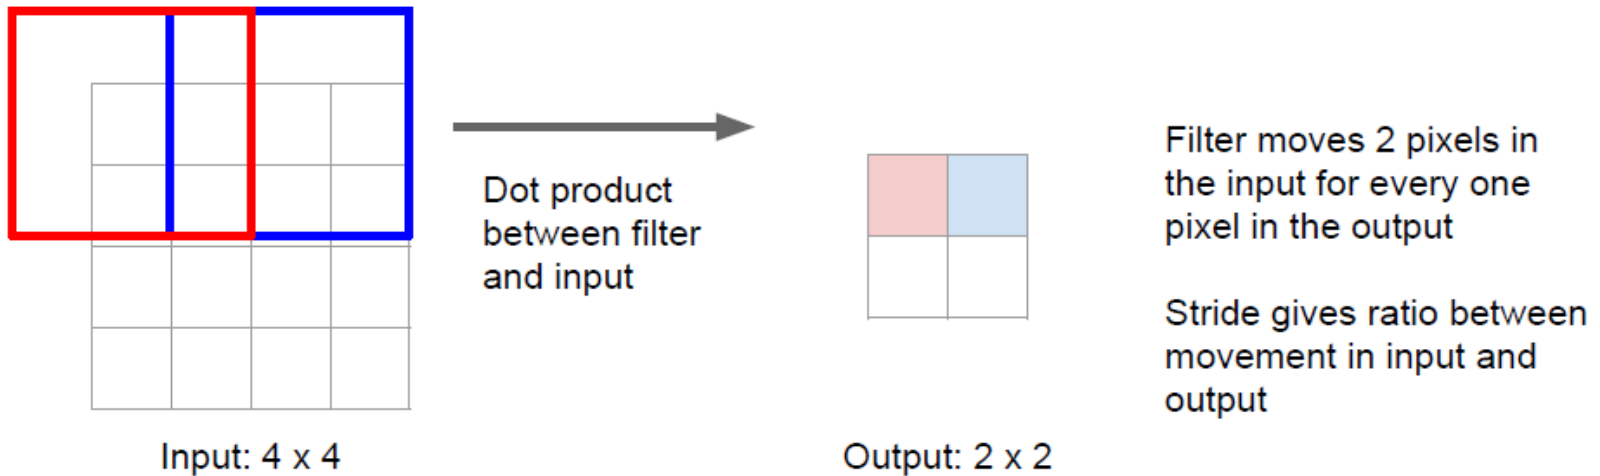 Dot product
between filter
and input
Filter moves 2 pixels in
the input for every one
pixel in the output
Stride gives ratio between
movement in input and
output
Input: 4 x 4
Output: 2 x 2